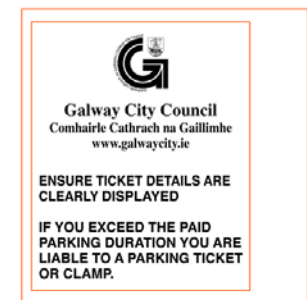 Galway City Council
Comhairle Cathrach na Gaillimhe
www.galwaycity.ie
ENSURE TICKET DETAILS ARE
CLEARLY DISPLAYED
IF YOU EXCEED THE PAID
PARKING DURATION YOU ARE
LIABLE TO A PARKING TICKET
OR CLAMP.